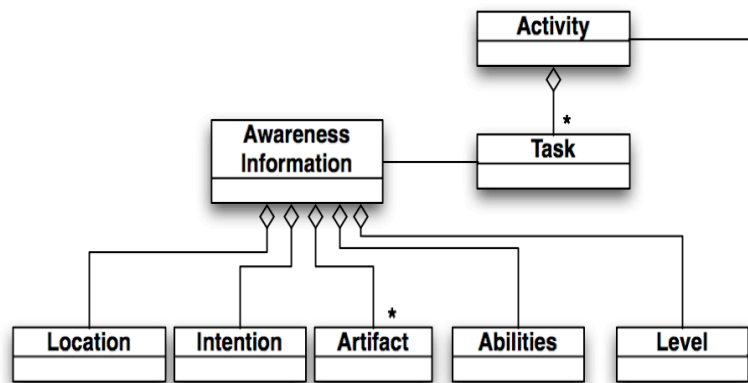 Activity
*
Awareness
Information
Task
*
Location
Intention
Artifact
Abilities
Level